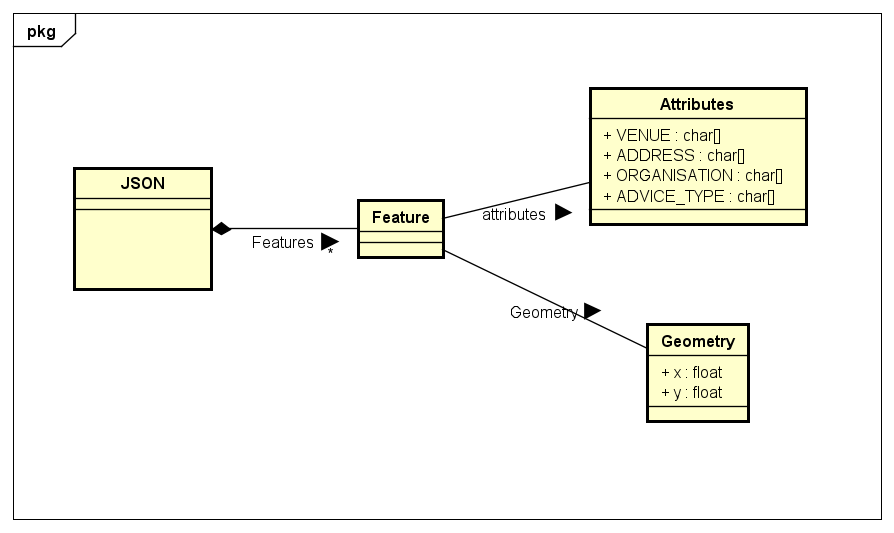 pkg
Attributes
+ VENUE : char[]
+ ADDRESS : char[]
+ ORGANISATION : char[]
+ ADVICE_TYPE : char[]
JSON
Feature
attributes
Features
*
Geometry
Geometry
+ x : float
+ y : float